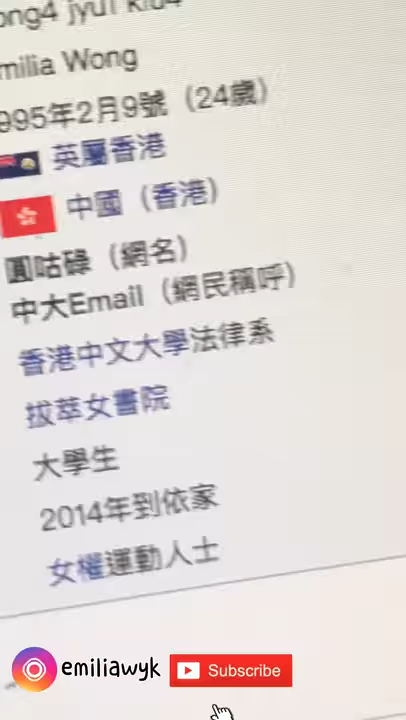 ong4 jyu1 kiu4
milia Wong
995年2月9號（24歲）
英屬香港
中國（香港）
圓咕碌（網名）
中大Email（網民稱呼）
香港中文大學法律系
拔萃女書院
大學生
2014年到依家
女權運動人士
emiliawyk
Subscribe